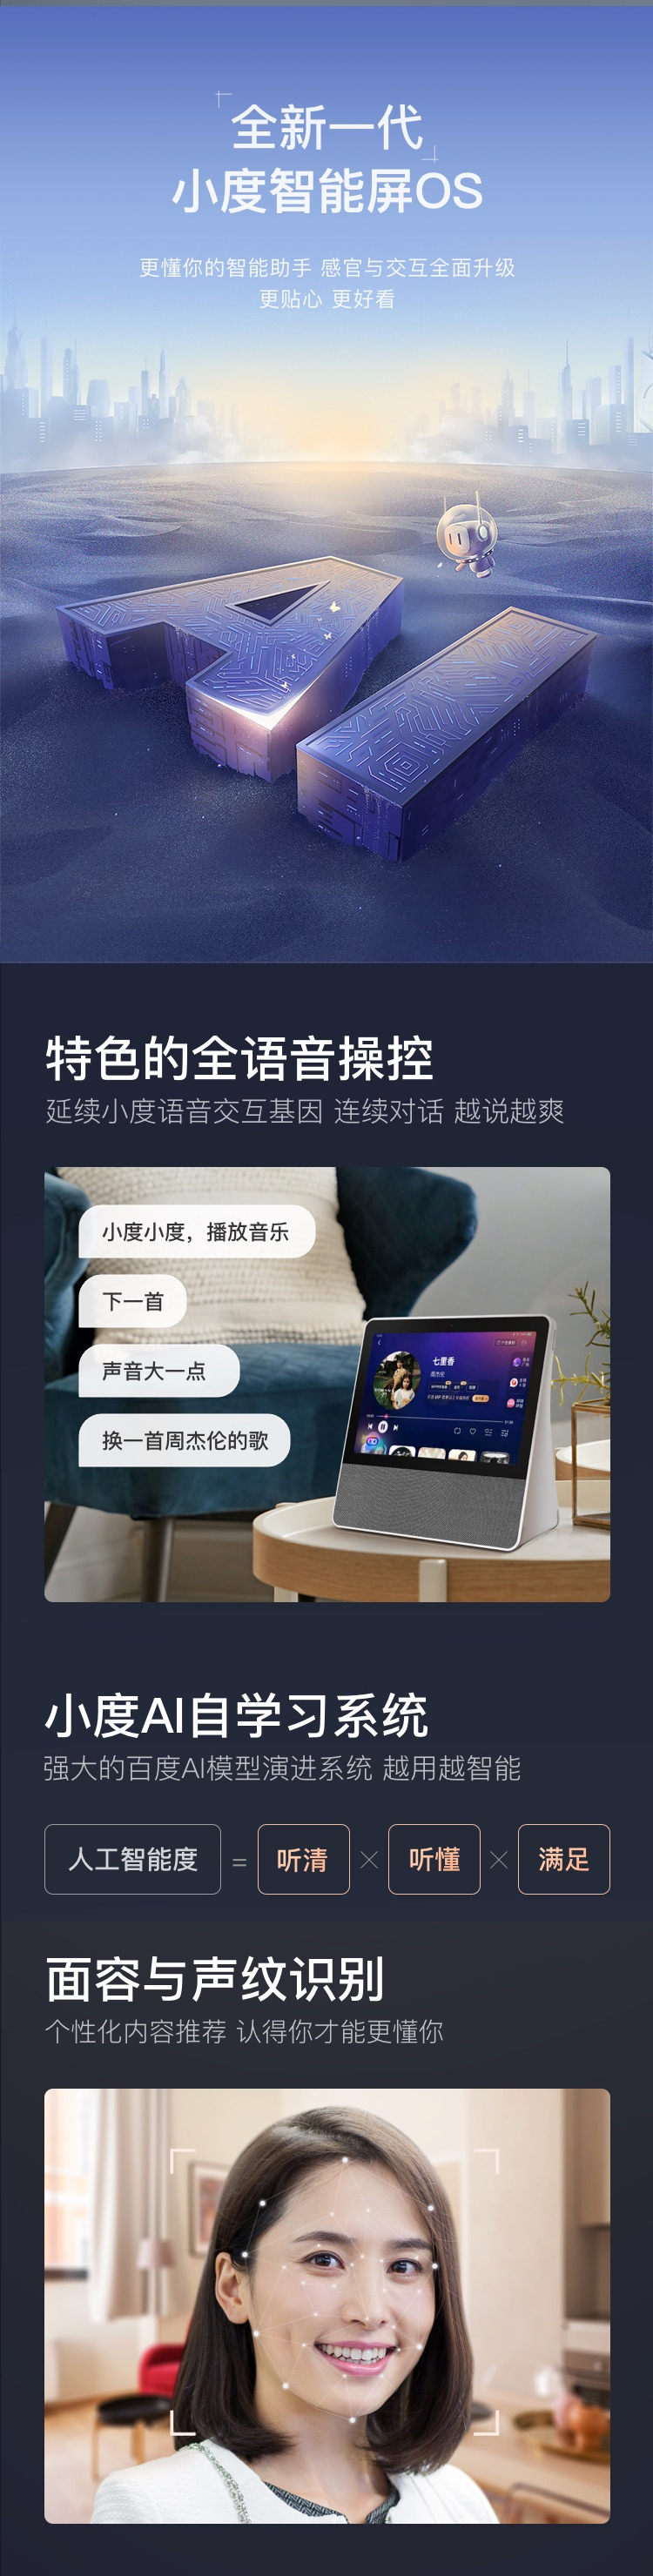 全新一代
小度智能屏OS
更懂你的智能助手 感官与交互全面升级
更贴心 更好看
特色的全语音操控
延续小度语音交互基因 连续对话 越说越爽
小度小度，播放音乐
下一首
声音大一点
换一首周杰伦的歌
七里香
周杰伦
小度AI自学习系统
强大的百度AI模型演进系统 越用越智能
人工智能度 = 听清 × 听懂 × 满足
面容与声纹识别
个性化内容推荐 认得你才能更懂你